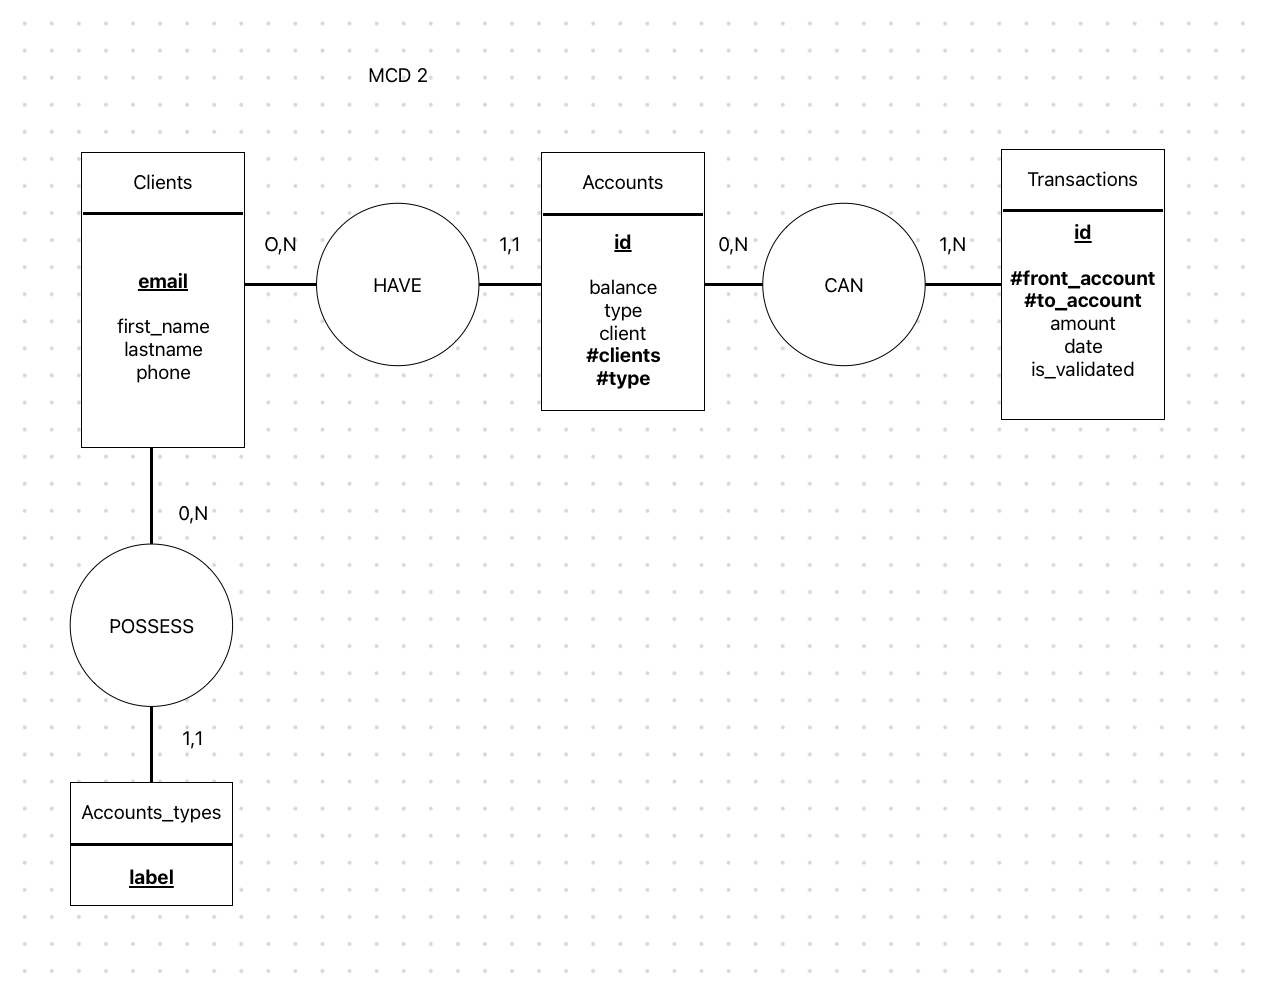 MCD 2
Clients
email
first_name
lastname
phone
O,N
HAVE
1,1
Accounts
id
balance
type
client
#clients
#type
0,N
CAN
1,N
Transactions
id
#front_account
#to_account
amount
date
is_validated
0,N
POSSESS
1,1
Accounts_types
label